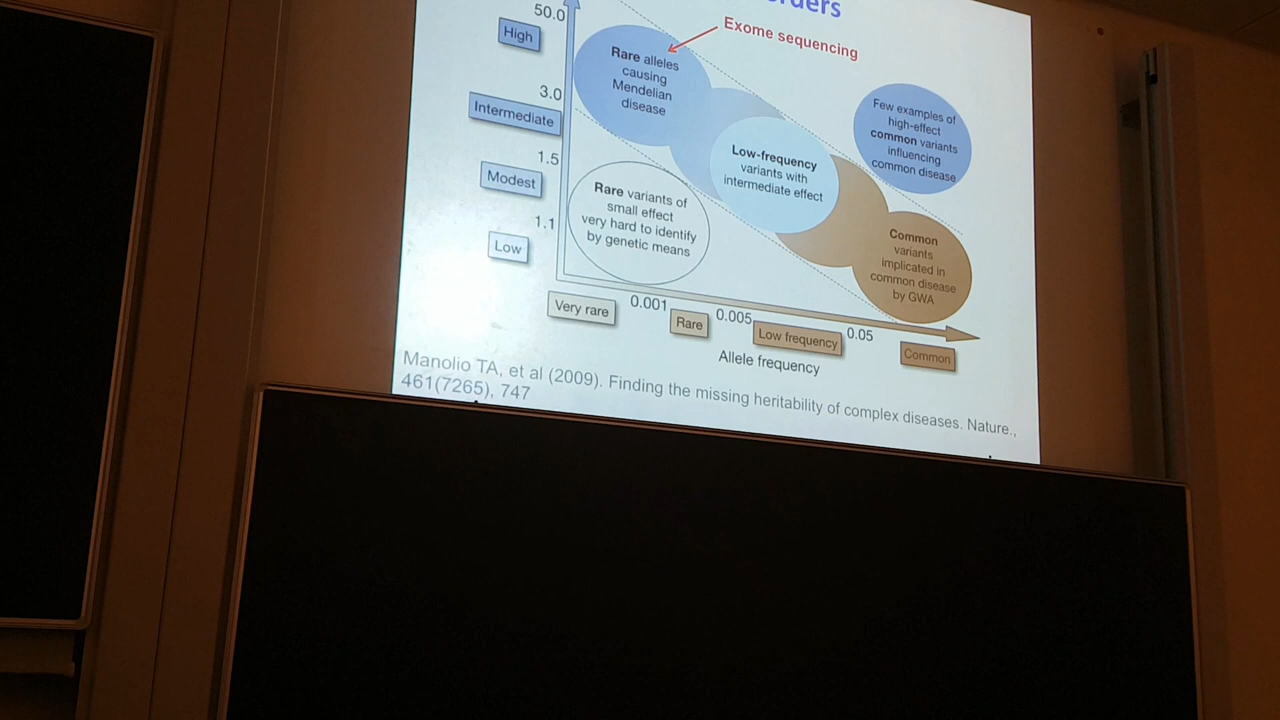 50.0
High
Exome sequencing
Rare alleles
causing
Mendelian
disease
3.0
Intermediate
Few examples of
high-effect
common variants
influencing
common disease
Low-frequency
variants with
intermediate effect
1.5
Modest
Rare variants of
small effect
very hard to identify
by genetic means
1.1
Low
Common
variants
implicated in
common disease
by GWA
Very rare
0.001
Rare
0.005
Low frequency
0.05
Common
Allele frequency
Manolio TA, et al (2009). Finding the missing heritability of complex diseases. Nature.,
461(7265), 747